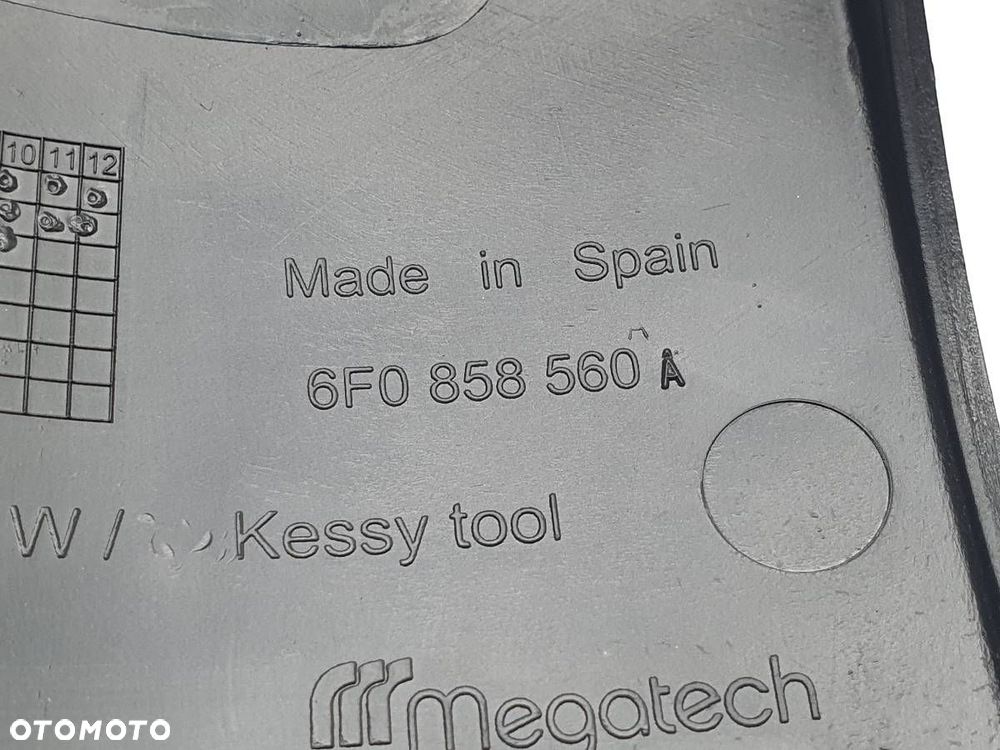 10 11 12
Made in Spain
6F0 858 560 A
W / Kessy tool
megatech
OTOMOTO